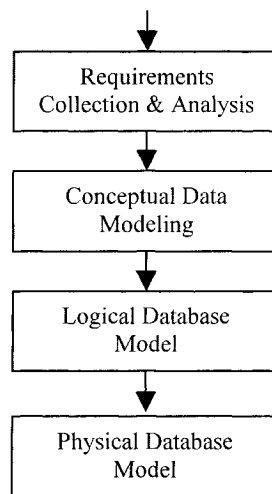 Requirements
Collection & Analysis
Conceptual Data
Modeling
Logical Database
Model
Physical Database
Model